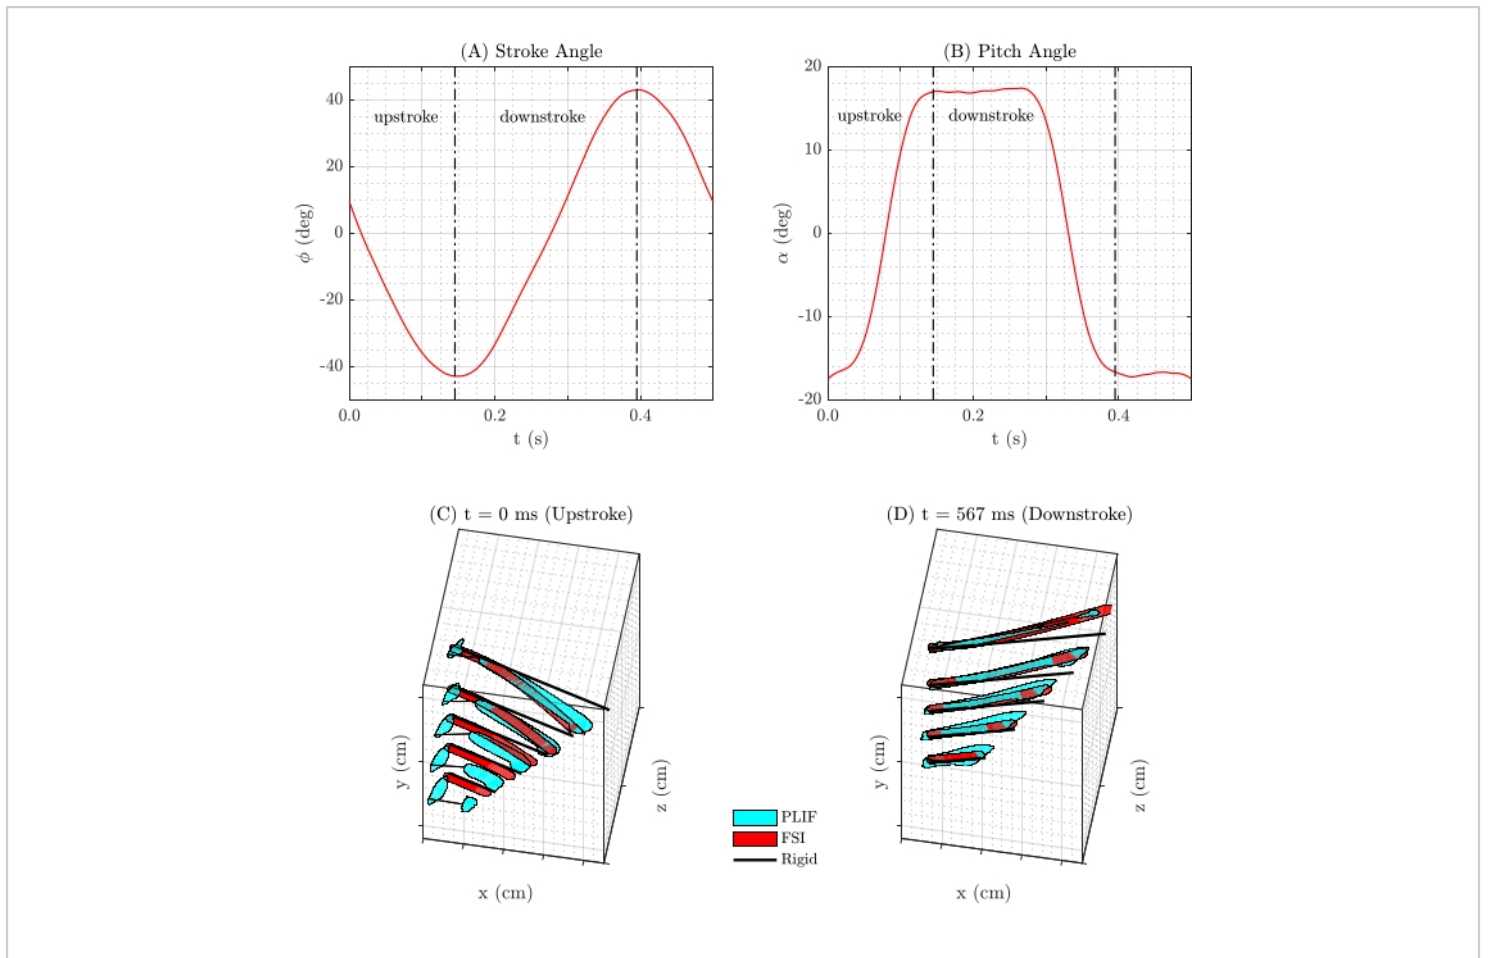 (A) Stroke Angle
(B) Pitch Angle
40
20
0
-20
-40
upstroke
downstroke
ϕ (deg)
0.0
0.2
0.4
t (s)
20
10
0
-10
-20
upstroke
downstroke
α (deg)
0.0
0.2
0.4
t (s)
(C) t = 0 ms (Upstroke)
(D) t = 567 ms (Downstroke)
y (cm)
z (cm)
x (cm)
PLIF
FSI
Rigid
y (cm)
z (cm)
x (cm)